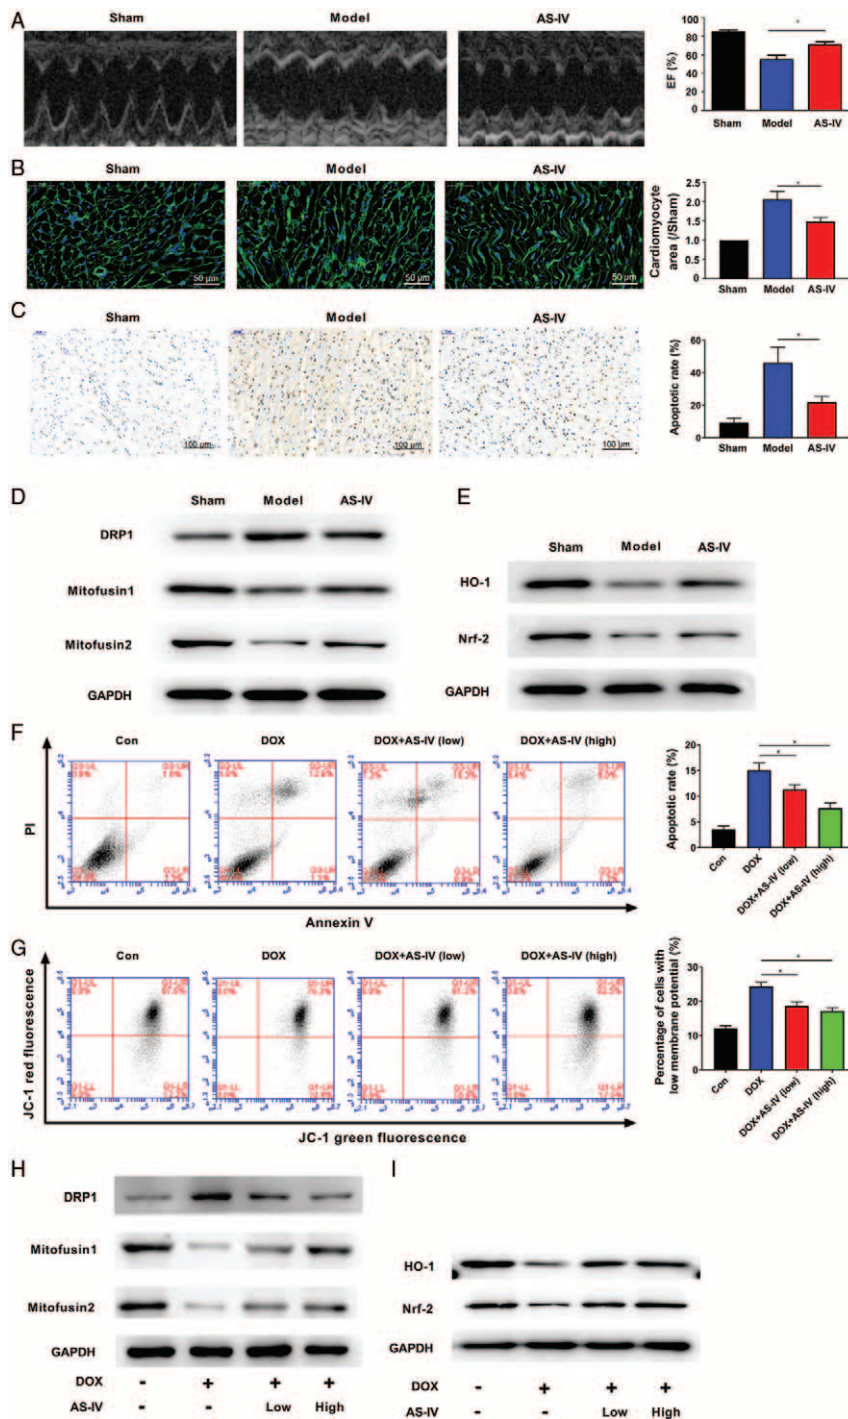 A
Sham
Model
AS-IV
EF (%)
100
80
60
40
20
0
Sham
Model
AS-IV
*
B
Sham
Model
AS-IV
50 μm
50 μm
50 μm
Cardiomyocyte
area (/Sham)
2.5
2.0
1.5
1.0
0.5
0.0
Sham
Model
AS-IV
*
C
Sham
Model
AS-IV
100 μm
100 μm
100 μm
Apoptotic rate (%)
60
40
20
0
Sham
Model
AS-IV
*
D
Sham
Model
AS-IV
DRP1
Mitofusin1
Mitofusin2
GAPDH
E
Sham
Model
AS-IV
HO-1
Nrf-2
GAPDH
F
Con
DOX
DOX+AS-IV (low)
DOX+AS-IV (high)
PI
Annexin V
Apoptotic rate (%)
20
15
10
5
0
Con
DOX
DOX+AS-IV (low)
DOX+AS-IV (high)
*
*
G
Con
DOX
DOX+AS-IV (low)
DOX+AS-IV (high)
JC-1 red fluorescence
JC-1 green fluorescence
Percentage of cells with
low membrane potential (%)
30
20
10
0
Con
DOX
DOX+AS-IV (low)
DOX+AS-IV (high)
*
*
H
DRP1
Mitofusin1
Mitofusin2
GAPDH
DOX - + + +
AS-IV - - Low High
I
HO-1
Nrf-2
GAPDH
DOX - + + +
AS-IV - - Low High